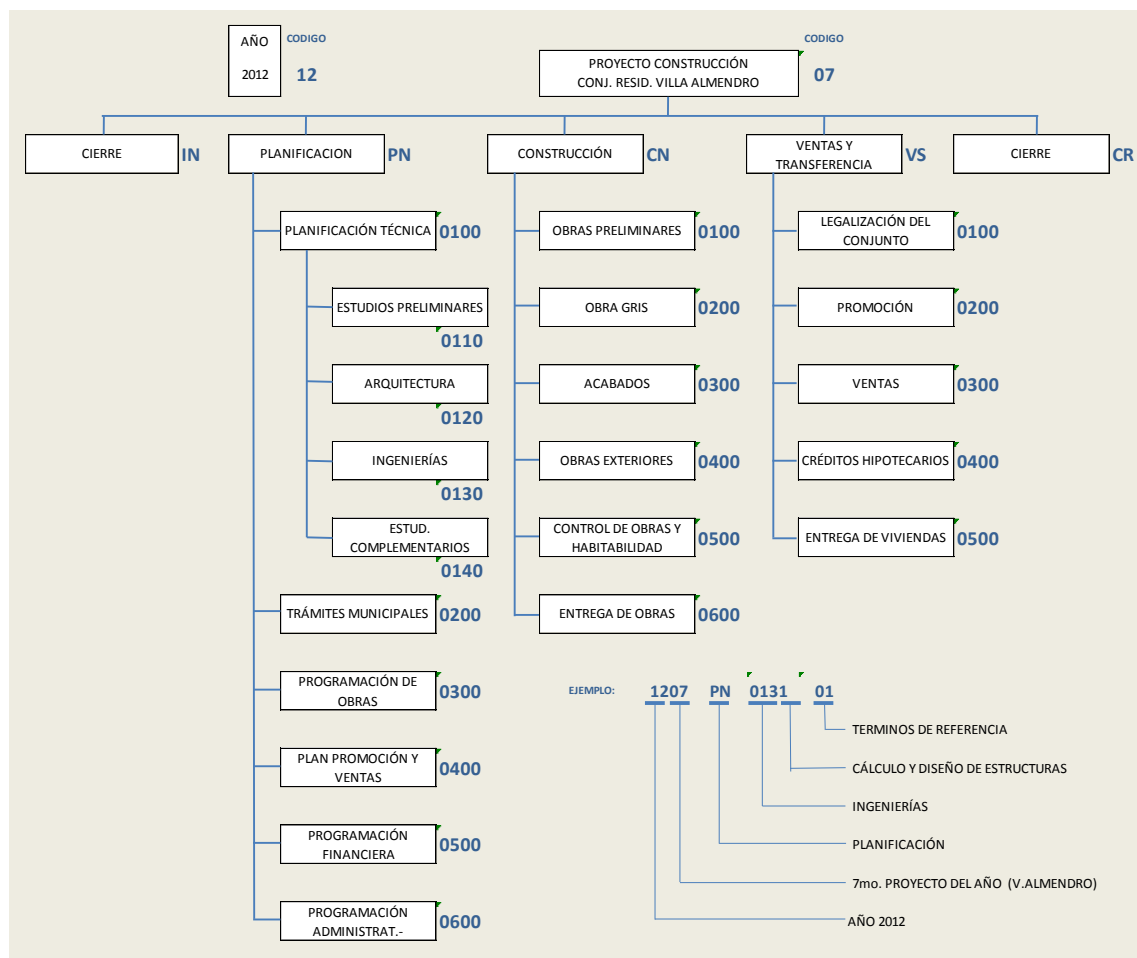 AÑO
2012
CODIGO
12
PROYECTO CONSTRUCCIÓN
CONJ. RESID. VILLA ALMENDRO
CODIGO
07
CIERRE
IN
PLANIFICACION
PN
CONSTRUCCIÓN
CN
VENTAS Y
TRANSFERENCIA
VS
CIERRE
CR
PLANIFICACIÓN TÉCNICA
0100
ESTUDIOS PRELIMINARES
0110
ARQUITECTURA
0120
INGENIERÍAS
0130
ESTUD.
COMPLEMENTARIOS
0140
TRÁMITES MUNICIPALES
0200
PROGRAMACIÓN DE
OBRAS
0300
PLAN PROMOCIÓN Y
VENTAS
0400
PROGRAMACIÓN
FINANCIERA
0500
PROGRAMACIÓN
ADMINISTRAT.-
0600
OBRAS PRELIMINARES
0100
OBRA GRIS
0200
ACABADOS
0300
OBRAS EXTERIORES
0400
CONTROL DE OBRAS Y
HABITABILIDAD
0500
ENTREGA DE OBRAS
0600
LEGALIZACIÓN DEL
CONJUNTO
0100
PROMOCIÓN
0200
VENTAS
0300
CRÉDITOS HIPOTECARIOS
0400
ENTREGA DE VIVIENDAS
0500
EJEMPLO: 1207 PN 0131 01
TERMINOS DE REFERENCIA
CÁLCULO Y DISEÑO DE ESTRUCTURAS
INGENIERÍAS
PLANIFICACIÓN
7mo. PROYECTO DEL AÑO (V.ALMENDRO)
AÑO 2012